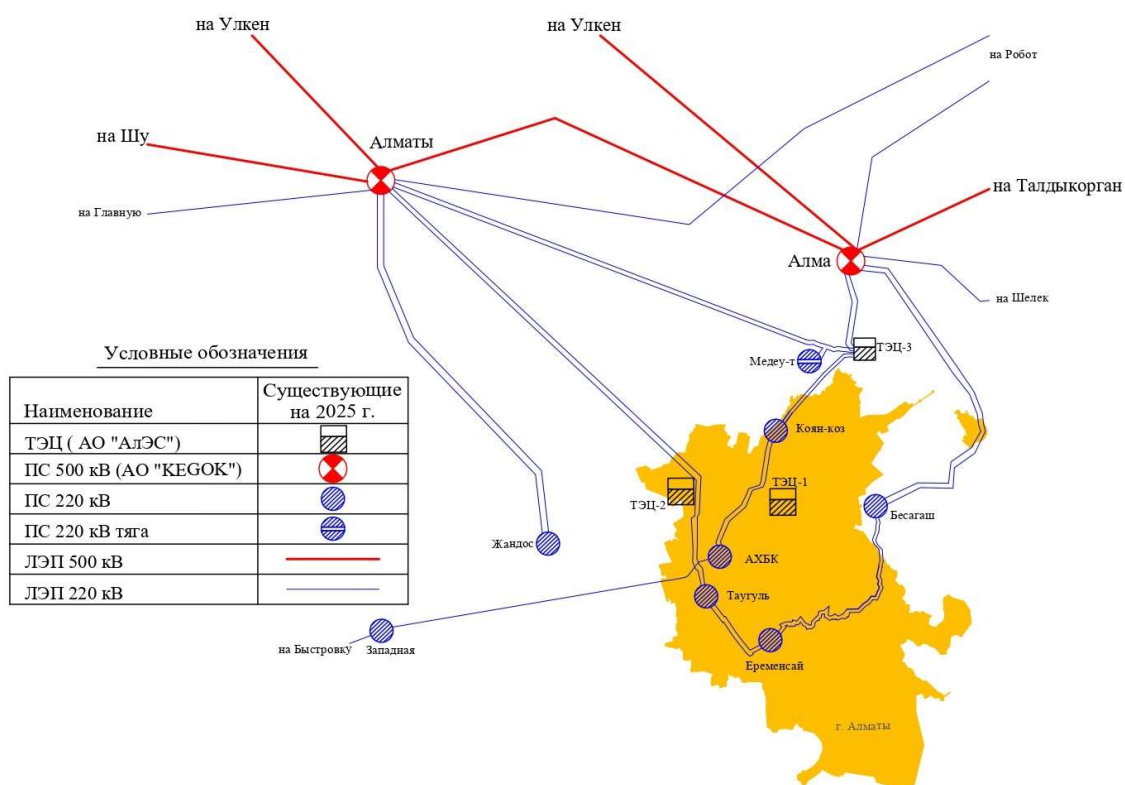 на Улкен
на Улкен
на Робот
на Шу
Алматы
на Талдыкорган
на Главную
Алма
на Шелек
Условные обозначения
ТЭЦ-3
Медеу-т
Наименование
Существующие
на 2025 г.
ТЭЦ ( АО "АлЭС")
ПС 500 кВ (АО "KEGOK")
ПС 220 кВ
ПС 220 кВ тяга
ЛЭП 500 кВ
ЛЭП 220 кВ
Коян-коз
ТЭЦ-1
ТЭЦ-2
Бесагаш
Жандос
АХБК
Таугуль
на Быстровку
Западная
Еременсай
г. Алматы